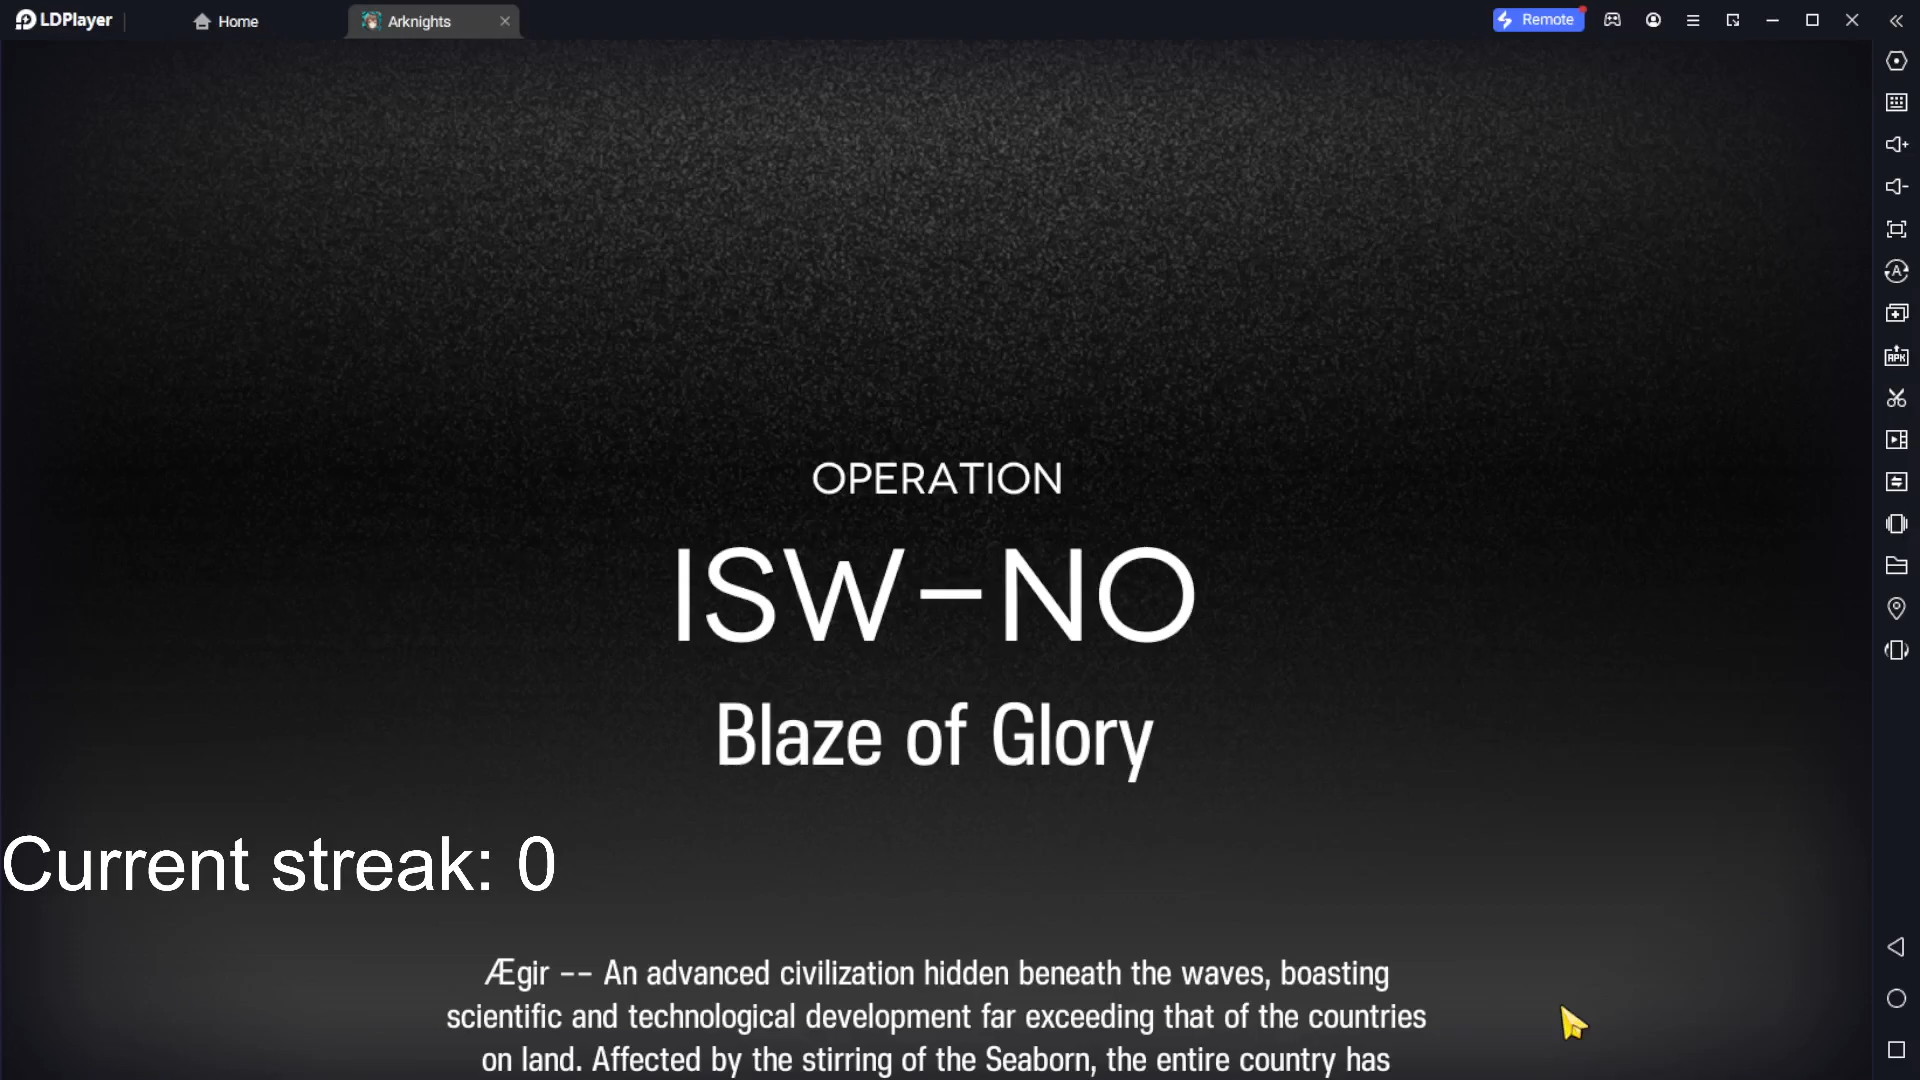 LDPlayer
Home
Arknights
Remote
A
APK
OPERATION
ISW-NO
Blaze of Glory
Current streak: 0
Ægir -- An advanced civilization hidden beneath the waves, boasting
scientific and technological development far exceeding that of the countries
on land. Affected by the stirring of the Seaborn, the entire country has